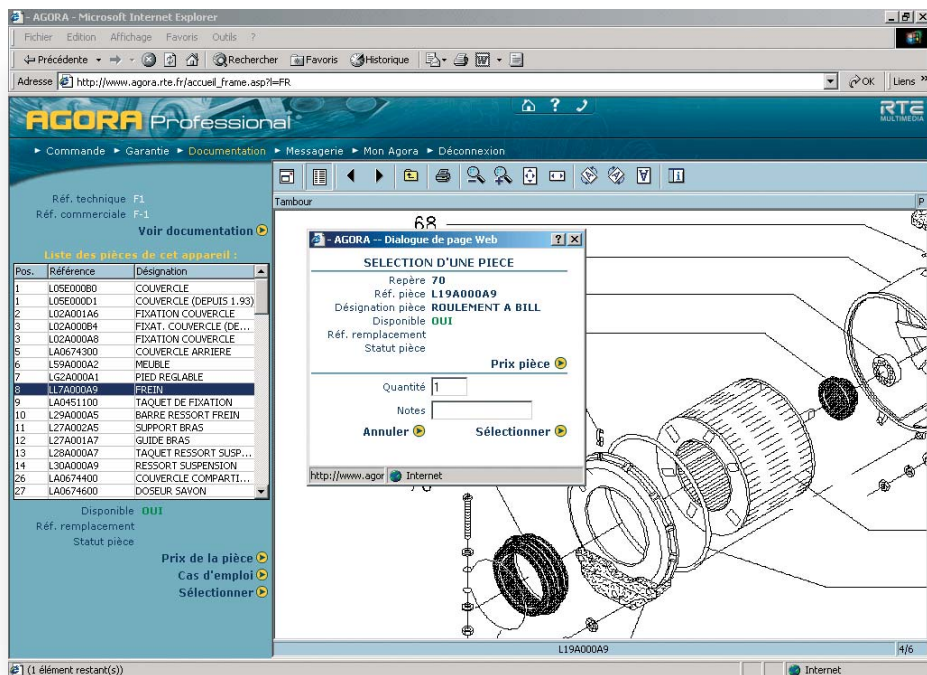 - AGORA - Microsoft Internet Explorer
Fichier Edition Affichage Favoris Outils ?
Précédente Rechercher Favoris Historique
Adresse http://www.agora.rte.fr/accueil_frame.asp?l=FR OK Liens »
AGORA Professional
RTE
MULTIMEDIA
Commande Garantie Documentation Messagerie Mon Agora Déconnexion
Réf. technique F1
Réf. commerciale F-1
Voir documentation
Liste des pièces de cet appareil :
Pos. Référence Désignation
1 L05E000B0 COUVERCLE
1 L05E000D1 COUVERCLE (DEPUIS 1.93)
2 L02A001A6 FIXATION COUVERCLE
3 L02A000B4 FIXAT. COUVERCLE (DE...
3 L02A000A8 FIXATION COUVERCLE
5 LA0674300 COUVERCLE ARRIERE
6 L59A000A2 MEUBLE
7 LG2A000A1 PIED REGLABLE
8 LL7A000A9 FREIN
9 LA0451100 TAQUET DE FIXATION
10 L29A000A5 BARRE RESSORT FREIN
11 L27A002A5 SUPPORT BRAS
12 L27A001A7 GUIDE BRAS
13 L28A000A7 TAQUET RESSORT SUSP...
14 L30A000A9 RESSORT SUSPENSION
26 LA0674400 COUVERCLE COMPARTI...
27 LA0674600 DOSEUR SAVON
Disponible OUI
Réf. remplacement
Statut pièce
Prix de la pièce
Cas d'emploi
Sélectionner
Tambour P
68
- AGORA -- Dialogue de page Web
SELECTION D'UNE PIECE
Repère 70
Réf. pièce L19A000A9
Désignation pièce ROULEMENT A BILL
Disponible OUI
Réf. remplacement
Statut pièce
Prix pièce
Quantité 1
Notes
Annuler Sélectionner
http://www.agor Internet
L19A000A9 4/6
(1 élément restant(s)) Internet